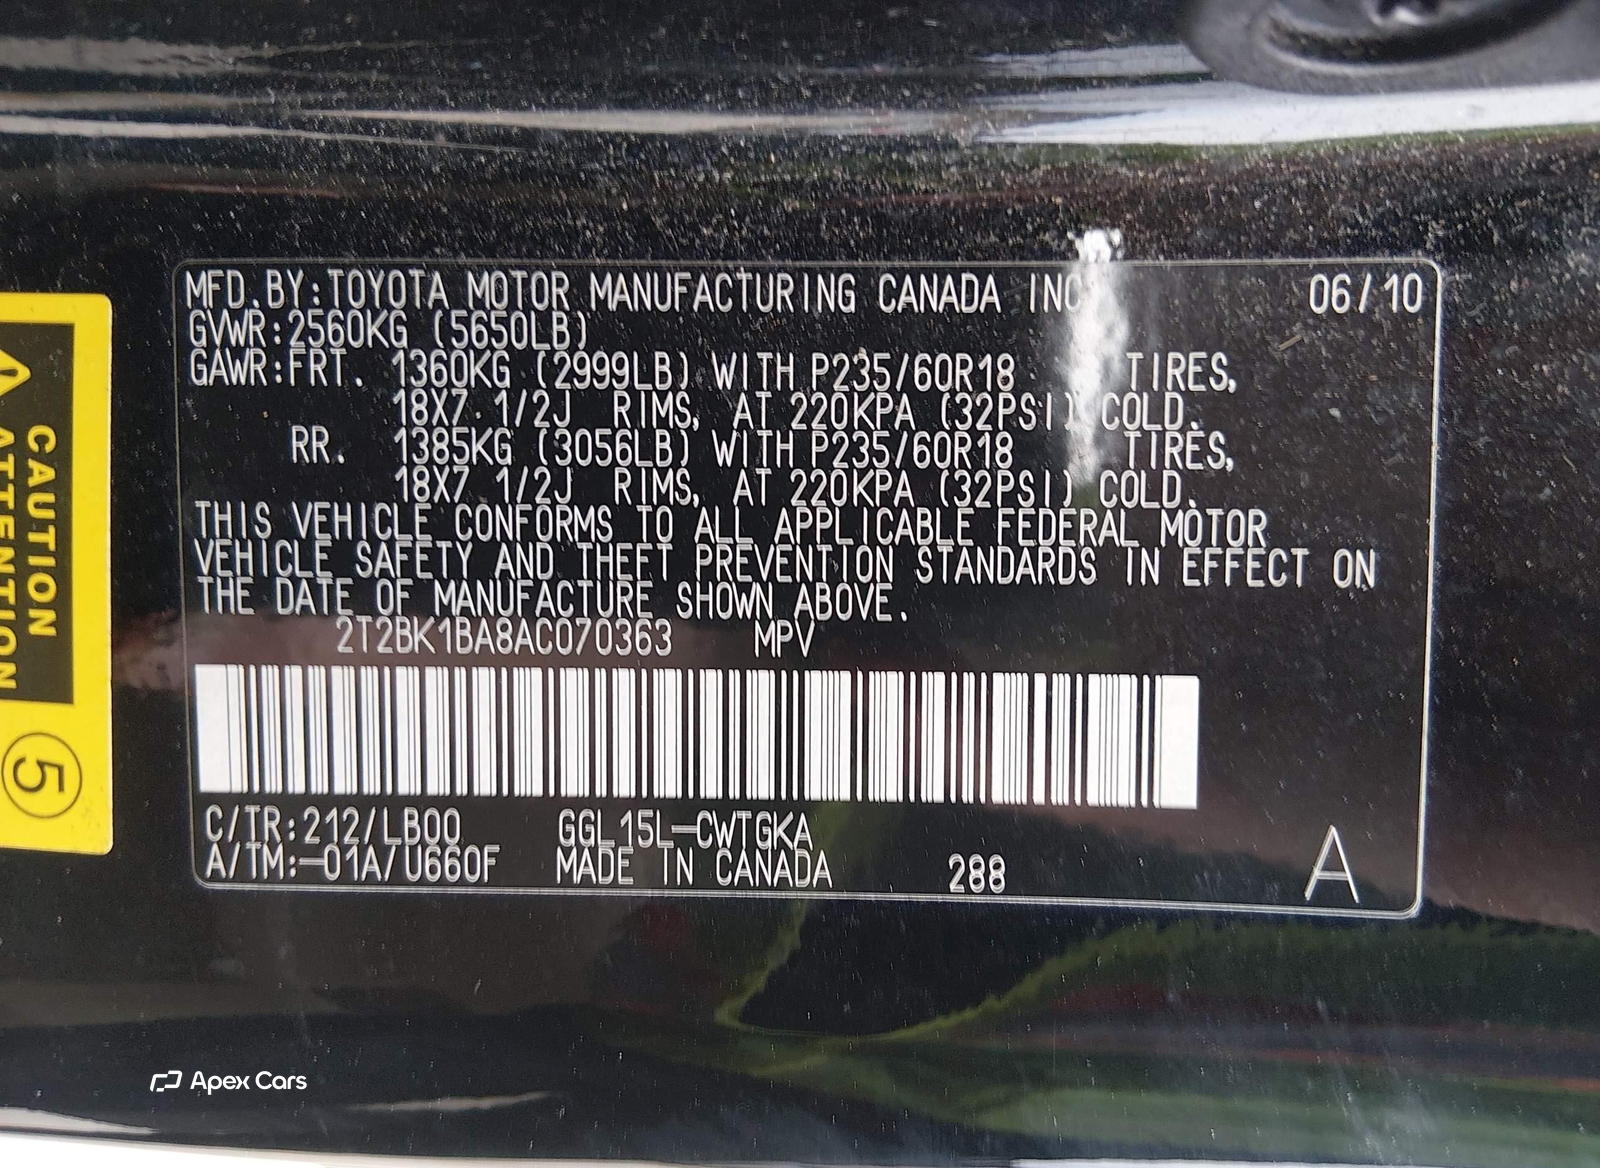 MFD.BY:TOYOTA MOTOR MANUFACTURING CANADA INC 06/10
GVWR:2560KG (5650LB)
GAWR:FRT. 1360KG (2999LB) WITH P235/60R18 TIRES,
18X7 1/2J RIMS, AT 220KPA (32PSI) COLD.
RR. 1385KG (3056LB) WITH P235/60R18 TIRES,
18X7 1/2J RIMS, AT 220KPA (32PSI) COLD.
THIS VEHICLE CONFORMS TO ALL APPLICABLE FEDERAL MOTOR
VEHICLE SAFETY AND THEFT PREVENTION STANDARDS IN EFFECT ON
THE DATE OF MANUFACTURE SHOWN ABOVE.
2T2BK1BA8AC070363 MPV
C/TR:212/LB00 GGL15L-CWTGKA
A/TM:-01A/U660F MADE IN CANADA 288 A
CAUTION
ATTENTION
5
Apex Cars